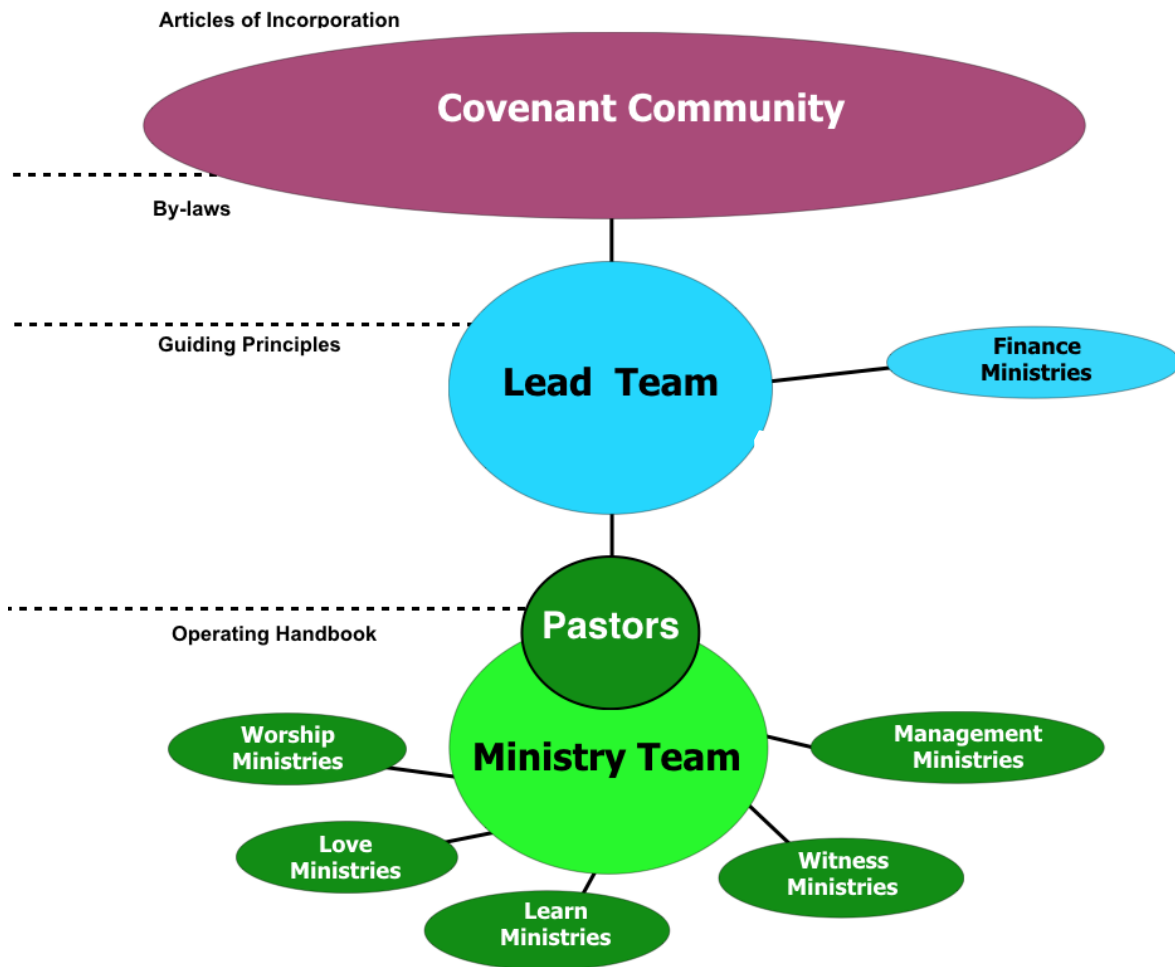 Articles of Incorporation
Covenant Community
By-laws
Guiding Principles
Lead Team
Finance
Ministries
Operating Handbook
Pastors
Ministry Team
Worship
Ministries
Management
Ministries
Love
Ministries
Witness
Ministries
Learn
Ministries